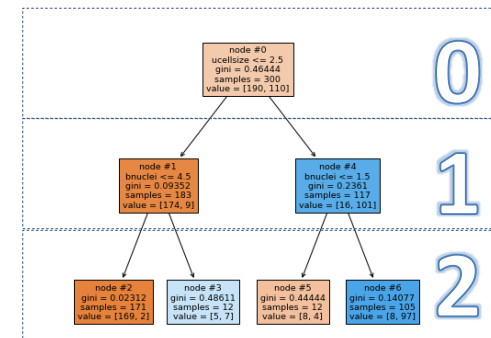 node #0
ucellsize <= 2.5
gini = 0.46444
samples = 300
value = [190, 110]
0
node #1
bnuclei <= 4.5
gini = 0.09352
samples = 183
value = [174, 9]
node #4
bnuclei <= 1.5
gini = 0.2361
samples = 117
value = [16, 101]
1
node #2
gini = 0.02312
samples = 171
value = [169, 2]
node #3
gini = 0.48611
samples = 12
value = [5, 7]
node #5
gini = 0.44444
samples = 12
value = [8, 4]
node #6
gini = 0.14077
samples = 105
value = [8, 97]
2